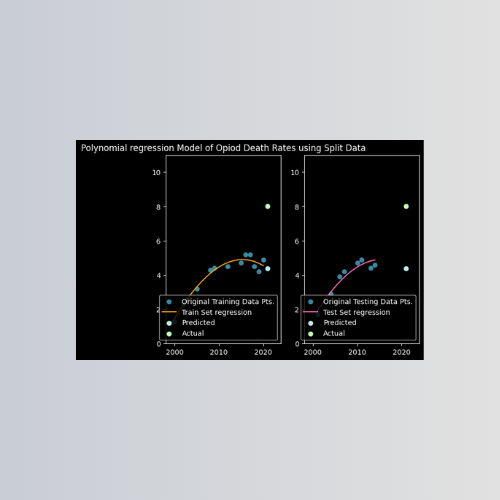 Polynomial regression Model of Opiod Death Rates using Split Data
10
8
6
4
2
0
2000 2010 2020
Original Training Data Pts.
Train Set regression
Predicted
Actual
10
8
6
4
2
0
2000 2010 2020
Original Testing Data Pts.
Test Set regression
Predicted
Actual